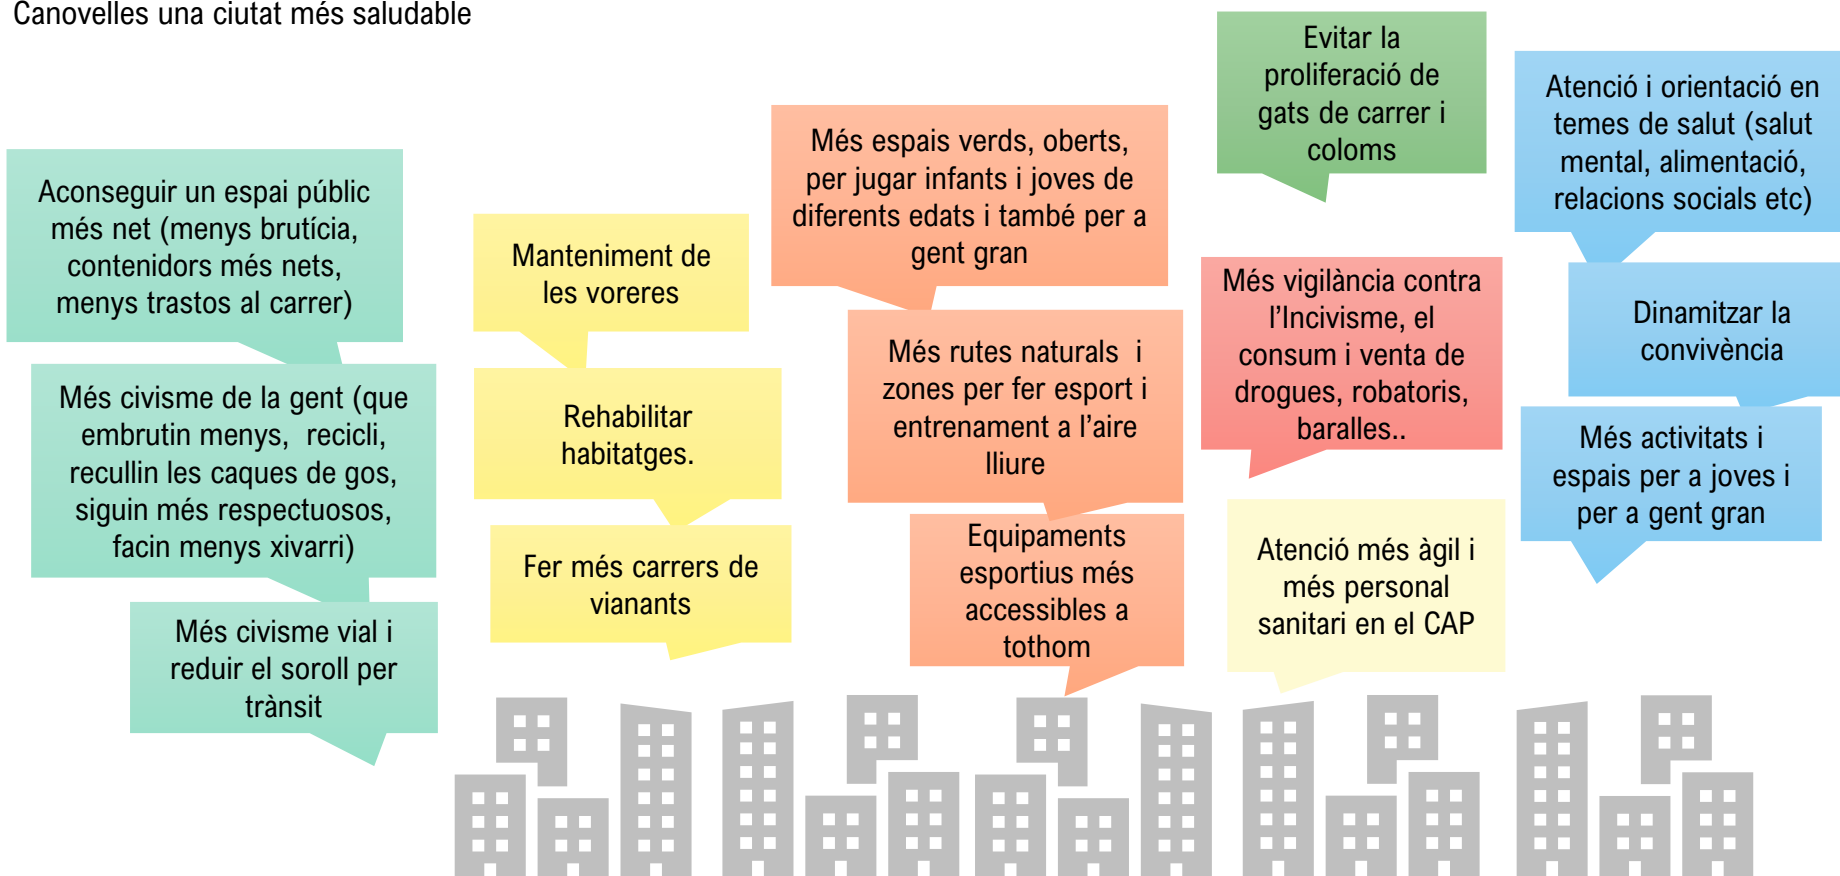 Canovelles una ciutat més saludable
Aconseguir un espai públic
més net (menys brutícia,
contenidors més nets,
menys trastos al carrer)
Més civisme de la gent (que
embrutin menys,  recicli,
recullin les caques de gos,
siguin més respectuosos,
facin menys xivarri)
Més civisme vial i
reduir el soroll per
trànsit
Manteniment de
les voreres
Rehabilitar
habitatges.
Fer més carrers de
vianants
Més espais verds, oberts,
per jugar infants i joves de
diferents edats i també per a
gent gran
Més rutes naturals  i
zones per fer esport i
entrenament a l'aire
lliure
Equipaments
esportius més
accessibles a
tothom
Evitar la
proliferació de
gats de carrer i
coloms
Més vigilància contra
l'Incivisme, el
consum i venta de
drogues, robatoris,
baralles..
Atenció més àgil i
més personal
sanitari en el CAP
Atenció i orientació en
temes de salut (salut
mental, alimentació,
relacions socials etc)
Dinamitzar la
convivència
Més activitats i
espais per a joves i
per a gent gran